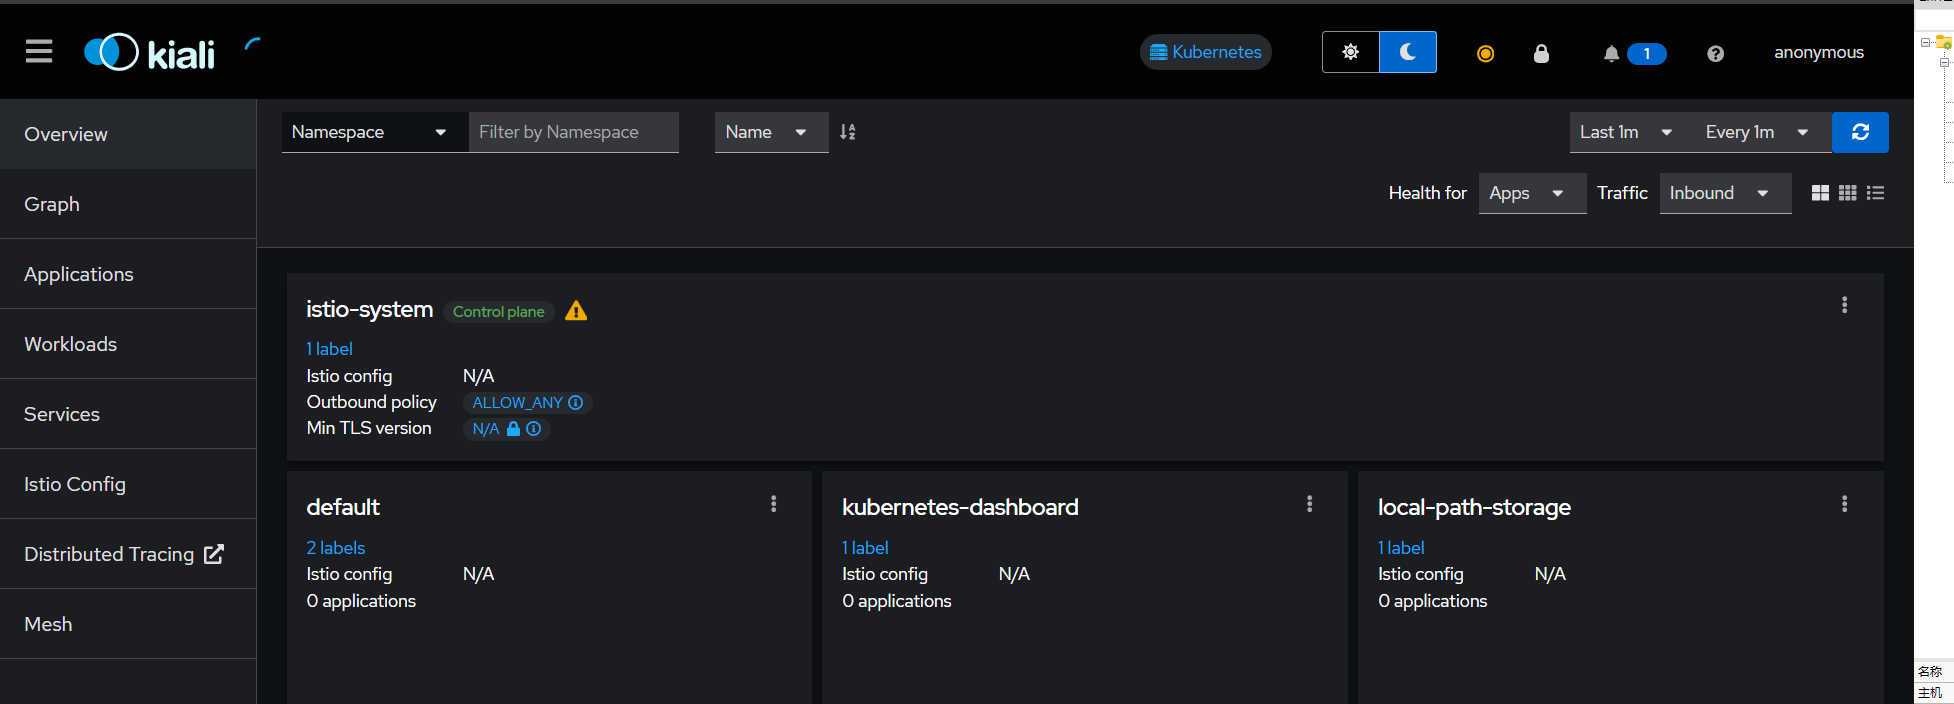 kiali
Kubernetes
1
anonymous
Overview
Graph
Applications
Workloads
Services
Istio Config
Distributed Tracing
Mesh
Namespace
Filter by Namespace
Name
Last 1m
Every 1m
Health for
Apps
Traffic
Inbound
istio-system
Control plane
1 label
Istio config N/A
Outbound policy ALLOW_ANY
Min TLS version N/A
default
2 labels
Istio config N/A
0 applications
kubernetes-dashboard
1 label
Istio config N/A
0 applications
local-path-storage
1 label
Istio config N/A
0 applications
名称
主机